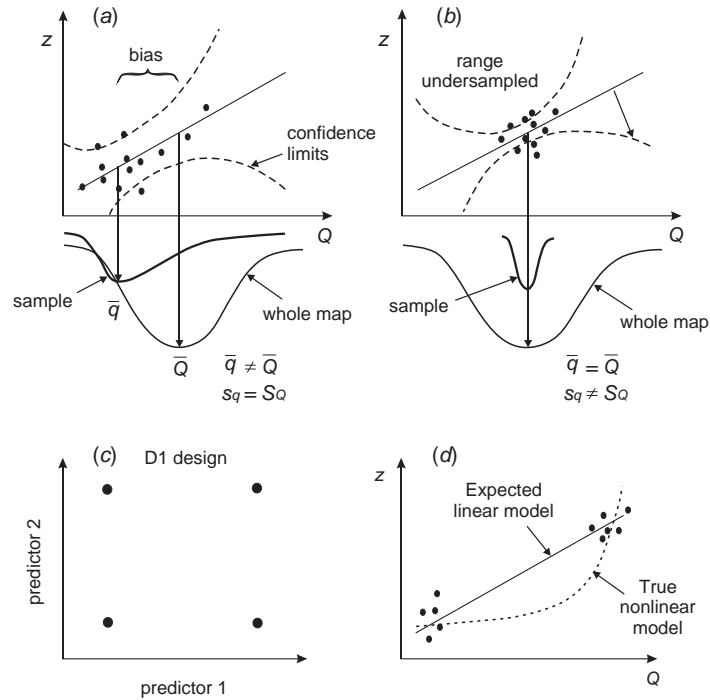 (a)
z
bias
confidence
limits
Q
sample
q̅
whole map
Q̅
q̅ ≠ Q̅
sq = SQ
(b)
z
range
undersampled
Q
sample
whole map
q̅ = Q̅
sq ≠ SQ
(c)
D1 design
predictor 2
predictor 1
(d)
z
Expected
linear model
True
nonlinear
model
Q